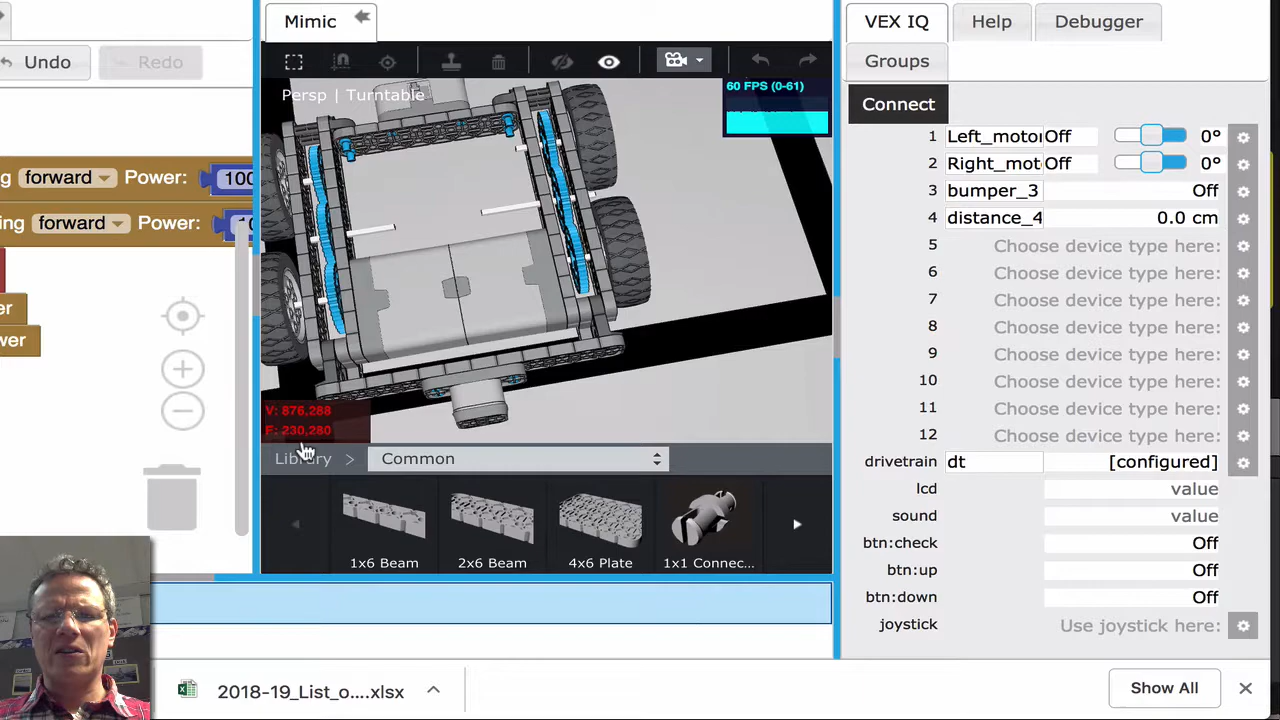 Mimic
VEX IQ
Help
Debugger
Undo
Redo
Groups
Persp | Turntable
60 FPS (0-61)
Connect
1 Left_moto Off 0°
2 Right_mot Off 0°
3 bumper_3 Off
4 distance_4 0.0 cm
5 Choose device type here:
6 Choose device type here:
7 Choose device type here:
8 Choose device type here:
9 Choose device type here:
10 Choose device type here:
11 Choose device type here:
12 Choose device type here:
drivetrain dt [configured]
lcd value
sound value
btn:check Off
btn:up Off
btn:down Off
joystick Use joystick here:
g forward Power: 100
ing forward Power: 10
er
wer
V: 876,288
F: 230,280
Library > Common
1x6 Beam
2x6 Beam
4x6 Plate
1x1 Connec...
2018-19_List_o....xlsx
Show All